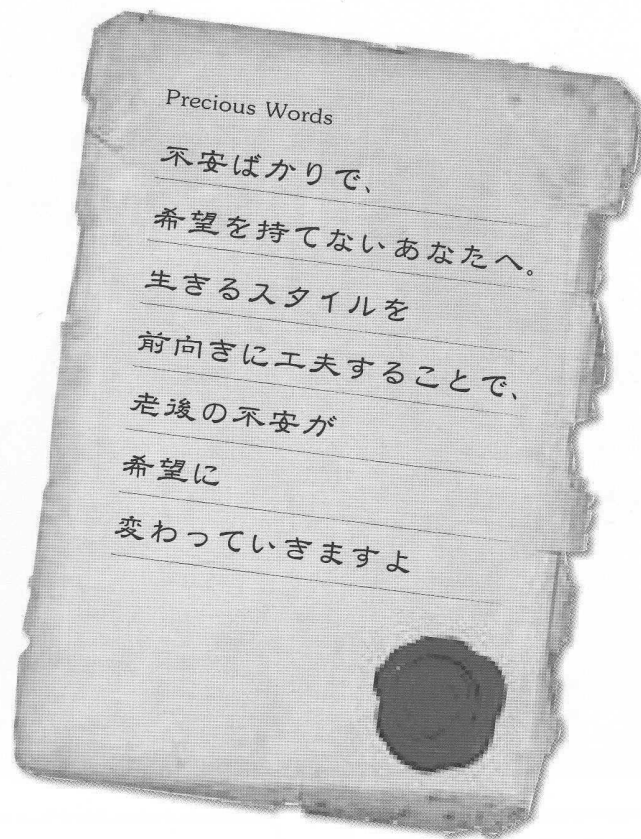 Precious Words
不安ばかりで、
希望を持てないあなたへ。
生きるスタイルを
前向きに工夫することで、
老後の不安が
希望に
変わっていきますよ